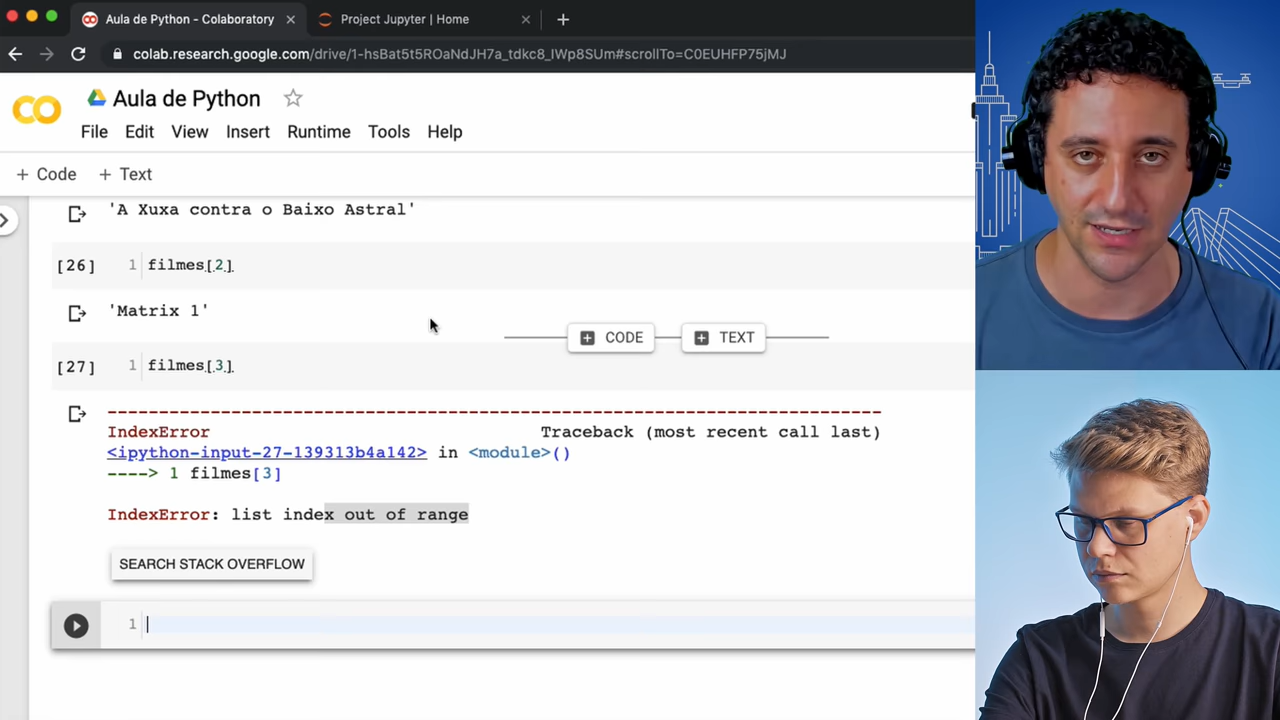 Aula de Python - Colaboratory
Project Jupyter | Home
colab.research.google.com/drive/1-hsBat5t5ROaNdJH7a_tdkc8_IWp8SUm#scrollTo=C0EUHFP75jMJ
CO
Aula de Python
File Edit View Insert Runtime Tools Help
+ Code + Text
'A Xuxa contra o Baixo Astral'
[26] 1 filmes[2]
'Matrix 1'
+ CODE + TEXT
[27] 1 filmes[3]
---------------------------------------------------------------------------
IndexError Traceback (most recent call last)
<ipython-input-27-139313b4a142> in <module>()
----> 1 filmes[3]
IndexError: list index out of range
SEARCH STACK OVERFLOW
1